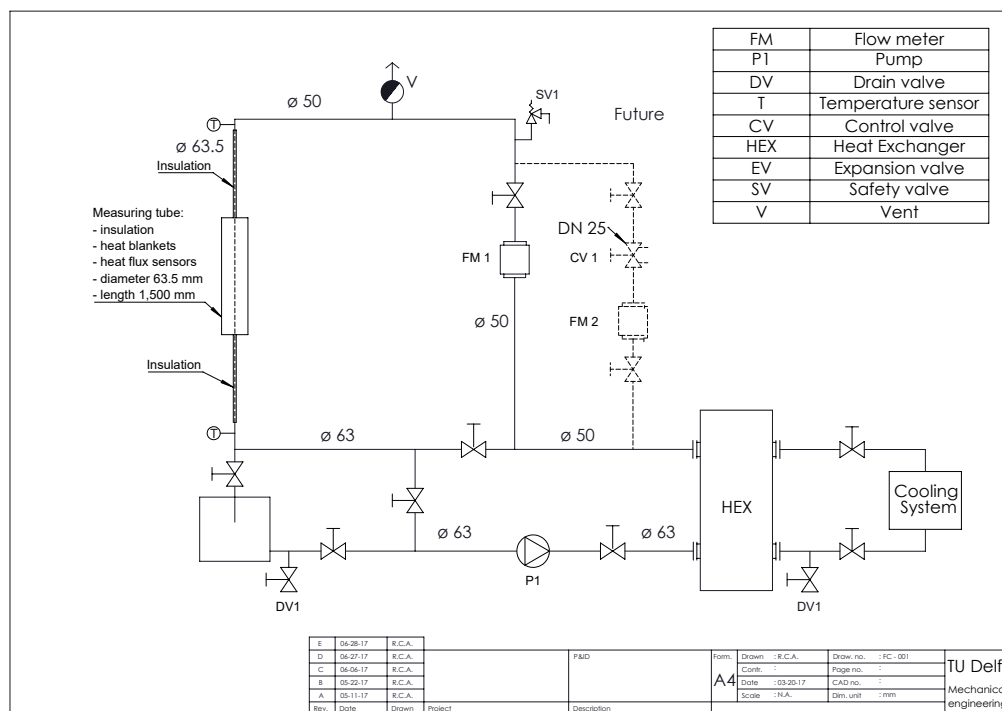 FM Flow meter
P1 Pump
DV Drain valve
T Temperature sensor
CV Control valve
HEX Heat Exchanger
EV Expansion valve
SV Safety valve
V Vent
V
ø 50
SV1
Future
T
ø 63.5
Insulation
Measuring tube:
- insulation
- heat blankets
- heat flux sensors
- diameter 63.5 mm
- length 1,500 mm
DN 25
FM 1
CV 1
ø 50
FM 2
Insulation
T
ø 63
ø 50
HEX
Cooling
System
ø 63
ø 63
P1
DV1
DV1
E 06-28-17 R.C.A.
D 06-27-17 R.C.A.
C 06-06-17 R.C.A.
B 05-22-17 R.C.A.
A 05-11-17 R.C.A.
Rev. Date Drawn Project
P&ID
Description
Form.
A4
Drawn : R.C.A. Draw. no. : FC - 001
Contr. : Page no. :
Date : 03-20-17 CAD no. :
Scale : N.A. Dim. unit : mm
TU Delf
Mechanica
engineering